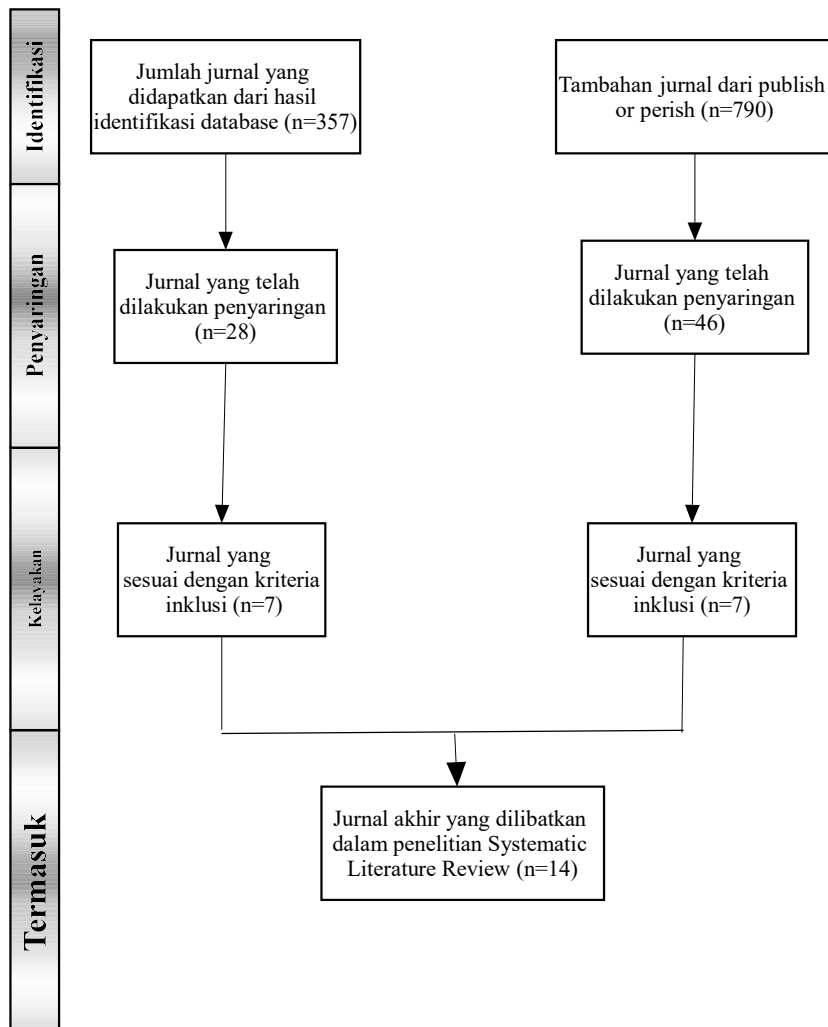 Identifikasi
Jumlah jurnal yang
didapatkan dari hasil
identifikasi database (n=357)
Tambahan jurnal dari publish
or perish (n=790)
Penyaringan
Jurnal yang telah
dilakukan penyaringan
(n=28)
Jurnal yang telah
dilakukan penyaringan
(n=46)
Kelayakan
Jurnal yang
sesuai dengan kriteria
inklusi (n=7)
Jurnal yang
sesuai dengan kriteria
inklusi (n=7)
Termasuk
Jurnal akhir yang dilibatkan
dalam penelitian Systematic
Literature Review (n=14)